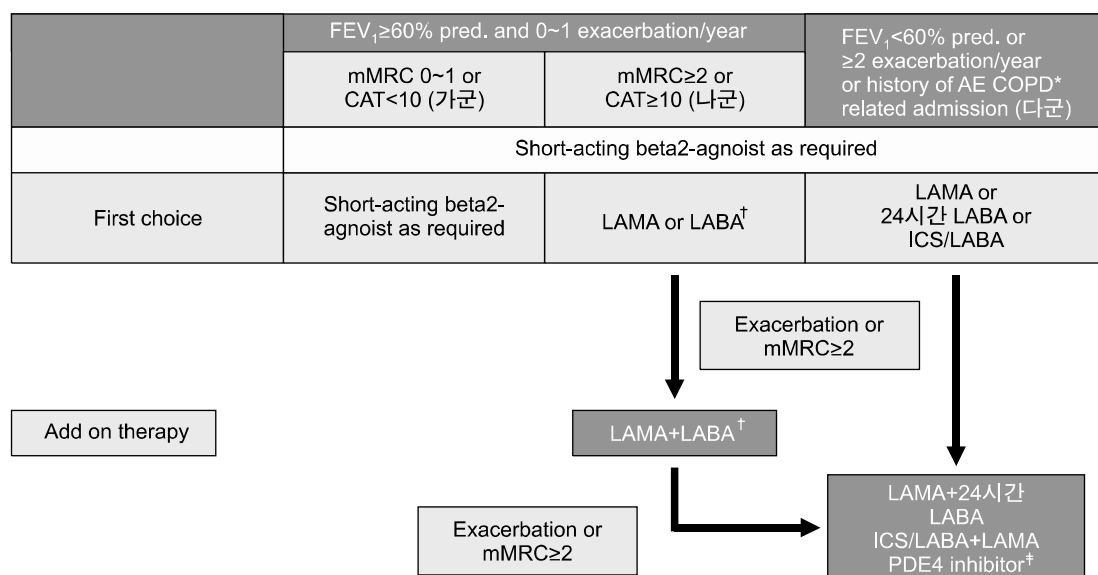 FEV₁≥60% pred. and 0~1 exacerbation/year
FEV₁<60% pred. or
≥2 exacerbation/year
or history of AE COPD*
related admission (다군)
mMRC 0~1 or
CAT<10 (가군)
mMRC≥2 or
CAT≥10 (나군)
Short-acting beta2-agnoist as required
First choice
Short-acting beta2-
agnoist as required
LAMA or LABA†
LAMA or
24시간 LABA or
ICS/LABA
Exacerbation or
mMRC≥2
Add on therapy
LAMA+LABA†
LAMA+24시간
LABA
ICS/LABA+LAMA
PDE4 inhibitor‡
Exacerbation or
mMRC≥2